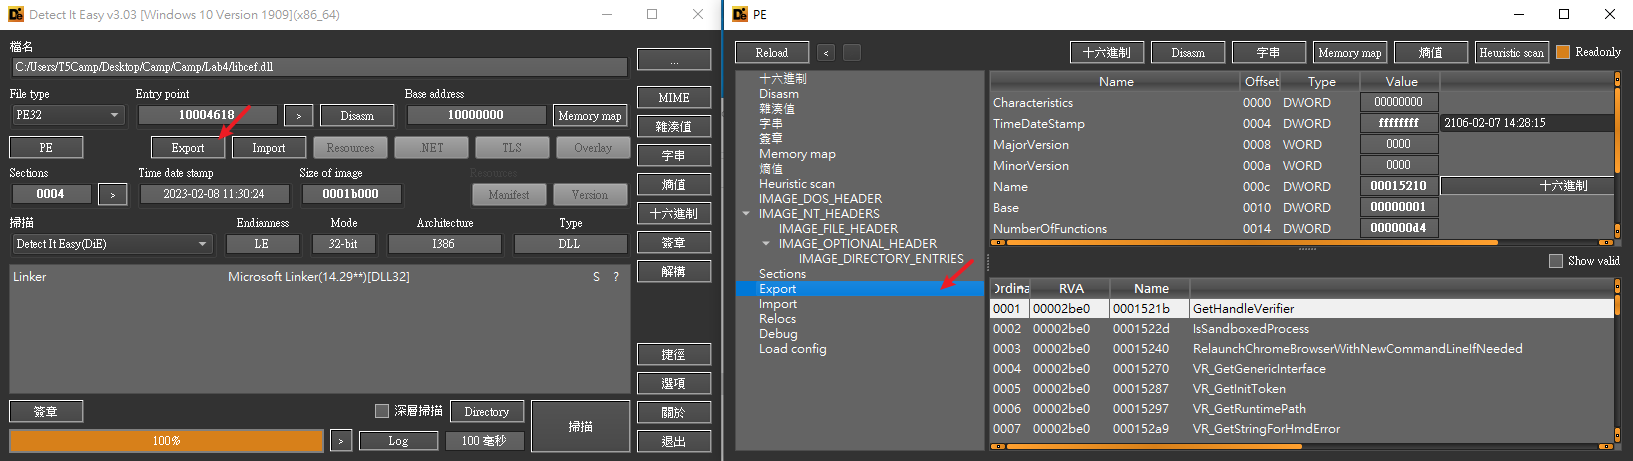 Detect It Easy v3.03 [Windows 10 Version 1909](x86_64)
檔名
C:/Users/T5Camp/Desktop/Camp/Camp/Lab4/libcef.dll
...
File type
Entry point
Base address
PE32
10004618
>
Disasm
10000000
Memory map
MIME
雜湊值
PE
Export
Import
Resources
.NET
TLS
Overlay
字串
Sections
Time date stamp
Size of image
Resources
0004
>
2023-02-08 11:30:24
0001b000
Manifest
Version
熵值
掃描
Endianness
Mode
Architecture
Type
十六進制
Detect It Easy(DiE)
LE
32-bit
I386
DLL
簽章
Linker
Microsoft Linker(14.29**)[DLL32]
S ?
解構
捷徑
選項
簽章
深層掃描
Directory
掃描
關於
100%
>
Log
100 毫秒
退出
PE
Reload
<
十六進制
Disasm
字串
Memory map
熵值
Heuristic scan
Readonly
十六進制
Disasm
雜湊值
字串
簽章
Memory map
熵值
Heuristic scan
IMAGE_DOS_HEADER
IMAGE_NT_HEADERS
IMAGE_FILE_HEADER
IMAGE_OPTIONAL_HEADER
IMAGE_DIRECTORY_ENTRIES
Sections
Export
Import
Relocs
Debug
Load config
Name Offset Type Value
Characteristics 0000 DWORD 00000000
TimeDateStamp 0004 DWORD ffffffff 2106-02-07 14:28:15
MajorVersion 0008 WORD 0000
MinorVersion 000a WORD 0000
Name 000c DWORD 00015210 十六進制
Base 0010 DWORD 00000001
NumberOfFunctions 0014 DWORD 000000d4
Show valid
Ordina RVA Name
0001 00002be0 0001521b GetHandleVerifier
0002 00002be0 0001522d IsSandboxedProcess
0003 00002be0 00015240 RelaunchChromeBrowserWithNewCommandLineIfNeeded
0004 00002be0 00015270 VR_GetGenericInterface
0005 00002be0 00015287 VR_GetInitToken
0006 00002be0 00015297 VR_GetRuntimePath
0007 00002be0 000152a9 VR_GetStringForHmdError